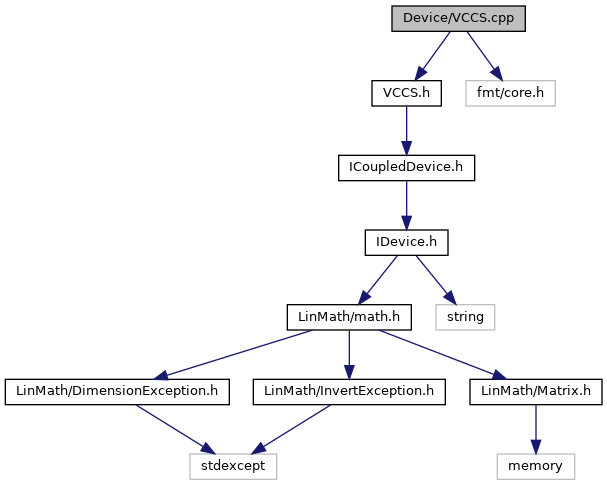 Device/VCCS.cpp
VCCS.h
fmt/core.h
ICoupledDevice.h
IDevice.h
LinMath/math.h
string
LinMath/DimensionException.h
LinMath/InvertException.h
LinMath/Matrix.h
stdexcept
memory